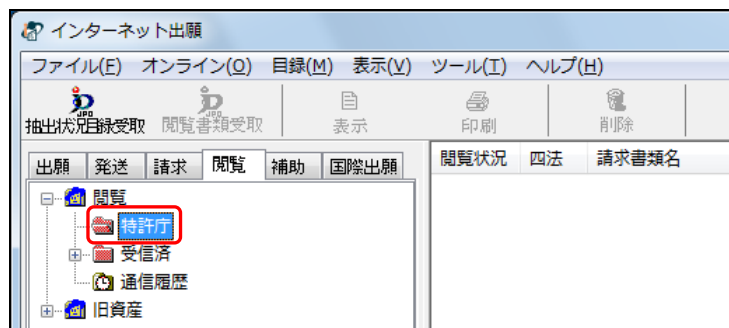 インターネット出願
ファイル(F) オンライン(O) 目録(M) 表示(V) ツール(T) ヘルプ(H)
抽出状況目録受取 閲覧書類受取 表示 印刷 削除
出願 発送 請求 閲覧 補助 国際出願
閲覧状況 四法 請求書類名
閲覧
特許庁
受信済
通信履歴
旧資産